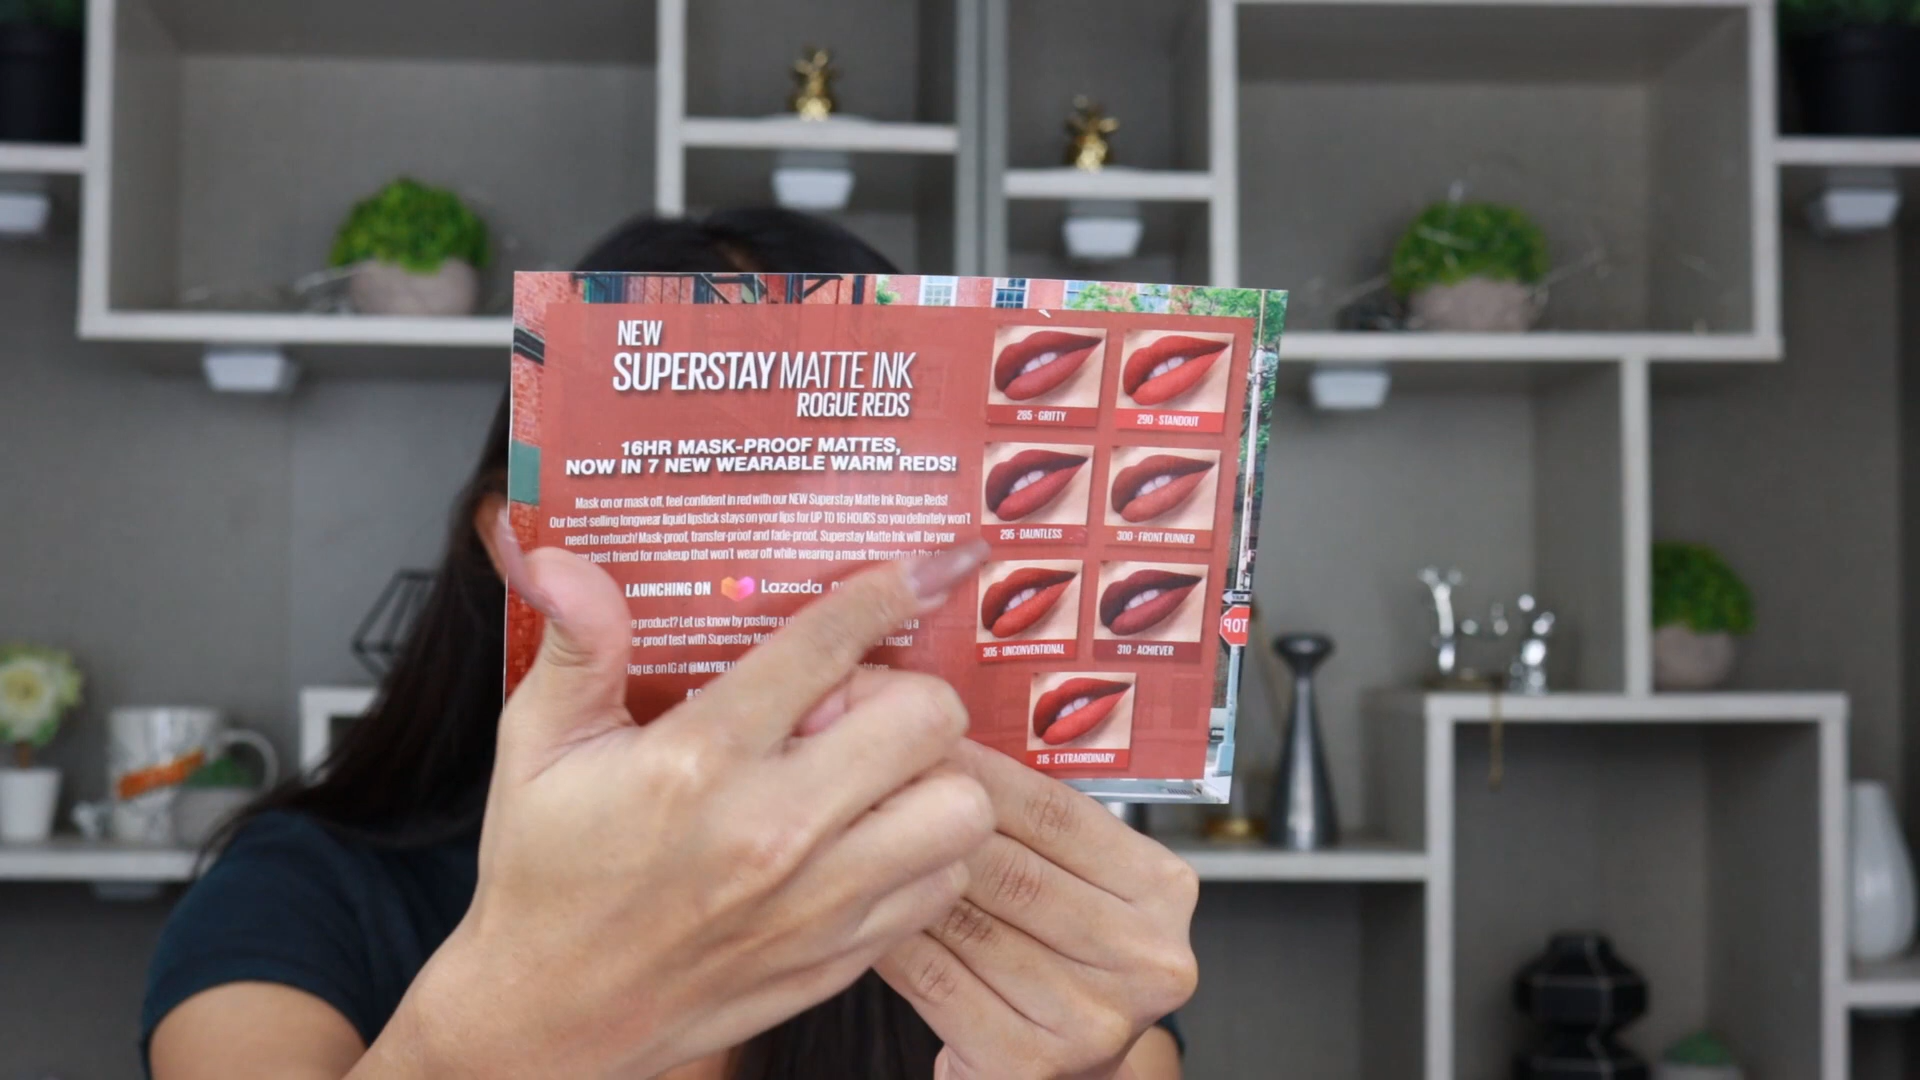 NEW
SUPERSTAY MATTE INK
ROGUE REDS
16HR MASK-PROOF MATTES,
NOW IN 7 NEW WEARABLE WARM REDS!
Mask on or mask off, feel confident in red with our NEW Superstay Matte Ink Rogue Reds!
Our best-selling longwear liquid lipstick stays on your lips for UP TO 16 HOURS so you definitely won't
need to retouch! Mask-proof, transfer-proof and fade-proof, Superstay Matte Ink will be your
best friend for makeup that won't wear off while wearing a mask throughout the
LAUNCHING ON Lazada
product? Let us know by posting a
test with Superstay mask!
Tag us on IG at
285 - GRITTY
290 - STANDOUT
295 - DAUNTLESS
300 - FRONT RUNNER
305 - UNCONVENTIONAL
310 - ACHIEVER
315 - EXTRAORDINARY